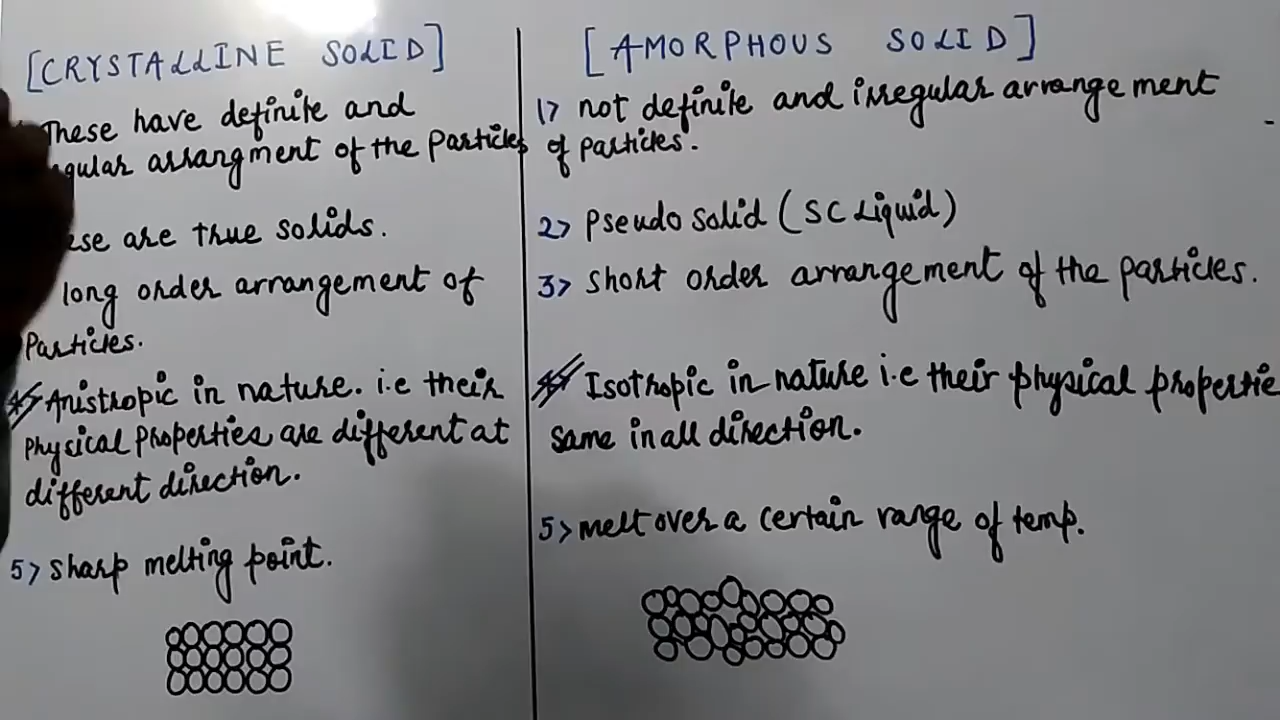 [CRYSTALLINE SOLID]
These have definite and
gular arrangment of the Particles
ese are true solids.
long order arrangement of
Particles.
4> Anistropic in nature. i.e their
Physical Properties are different at
different direction.
5> sharp melting point.
[AMORPHOUS SOLID]
1> not definite and irregular arrangement
of particles.
2> Pseudo solid (SC Liquid)
3> short order arrangement of the particles.
4> Isotropic in nature i.e their physical propertie
same in all direction.
5> melt over a certain range of temp.